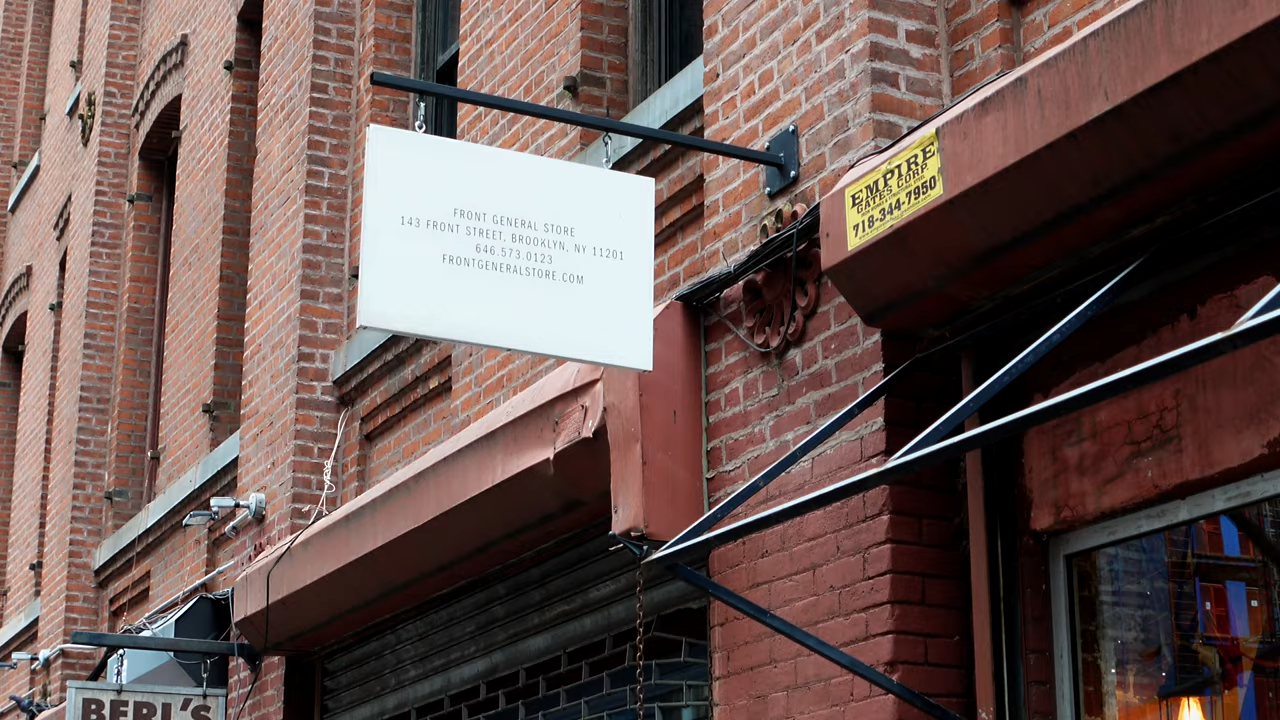 FRONT GENERAL STORE
143 FRONT STREET, BROOKLYN, NY 11201
646.573.0123
FRONTGENERALSTORE.COM
EMPIRE
GATES CORP.
718-344-7950
BERL'S